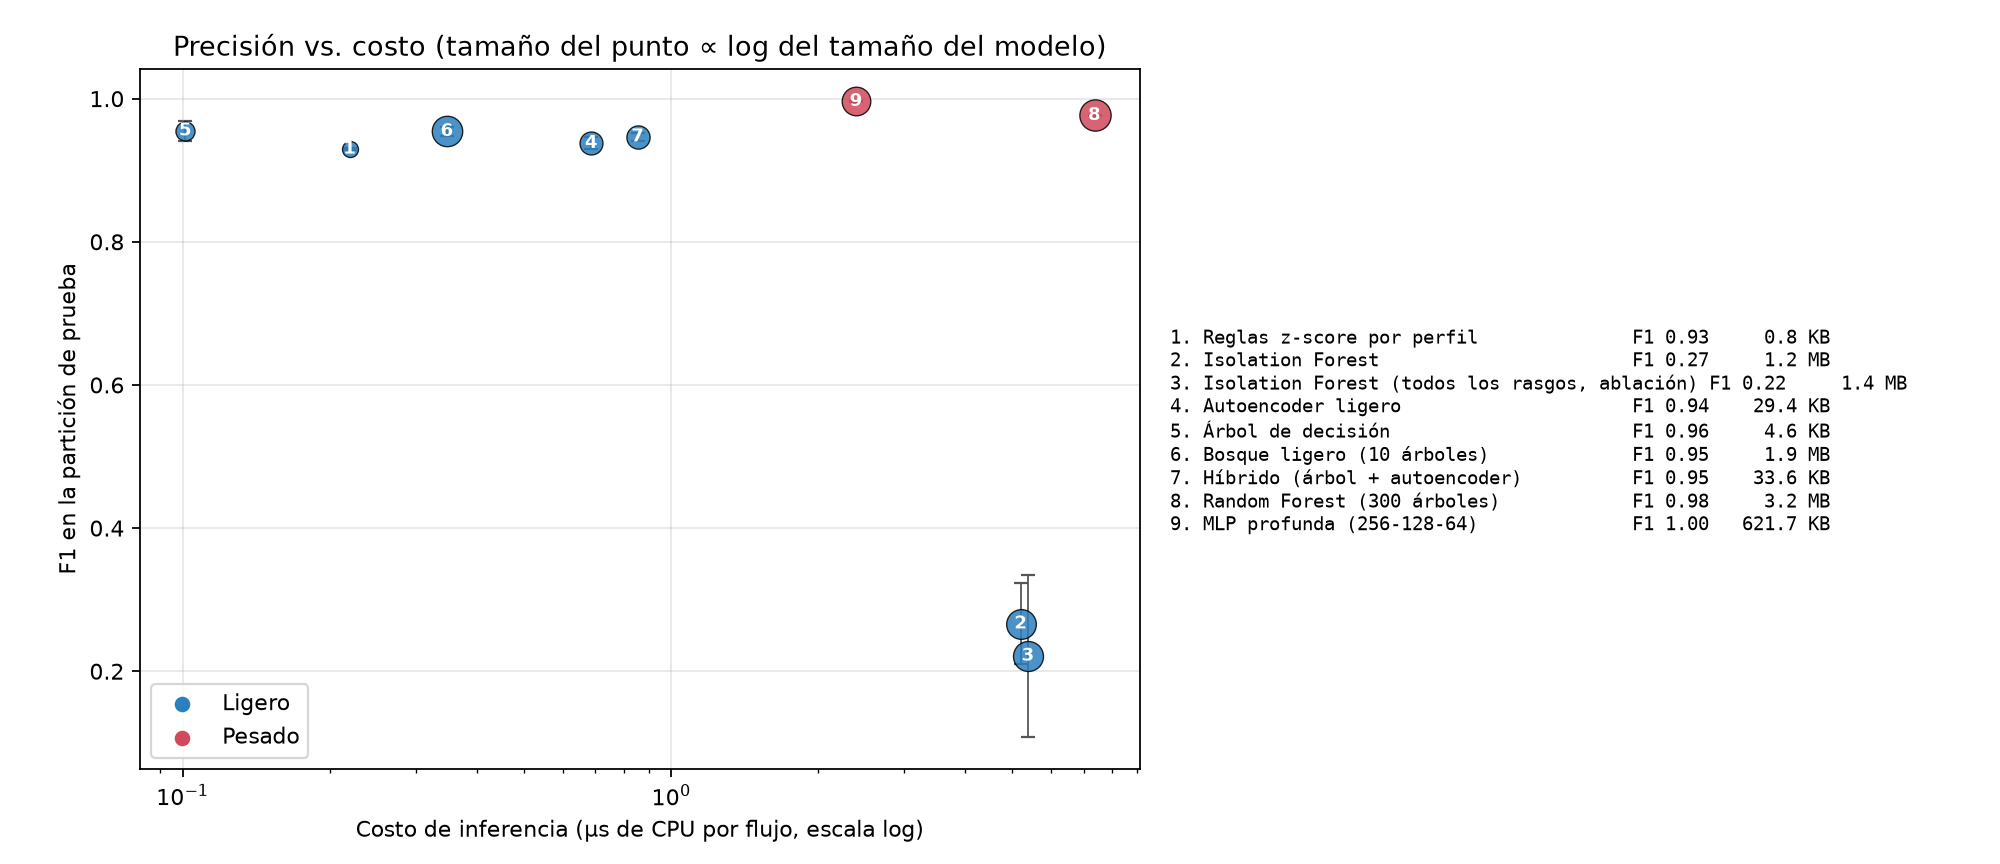 Precisión vs. costo (tamaño del punto ∝ log del tamaño del modelo)
F1 en la partición de prueba
1.0
0.8
0.6
0.4
0.2
5
1
6
4
7
9
8
2
3
Ligero
Pesado
10⁻¹
10⁰
Costo de inferencia (µs de CPU por flujo, escala log)
1. Reglas z-score por perfil F1 0.93 0.8 KB
2. Isolation Forest F1 0.27 1.2 MB
3. Isolation Forest (todos los rasgos, ablación) F1 0.22 1.4 MB
4. Autoencoder ligero F1 0.94 29.4 KB
5. Árbol de decisión F1 0.96 4.6 KB
6. Bosque ligero (10 árboles) F1 0.95 1.9 MB
7. Híbrido (árbol + autoencoder) F1 0.95 33.6 KB
8. Random Forest (300 árboles) F1 0.98 3.2 MB
9. MLP profunda (256-128-64) F1 1.00 621.7 KB